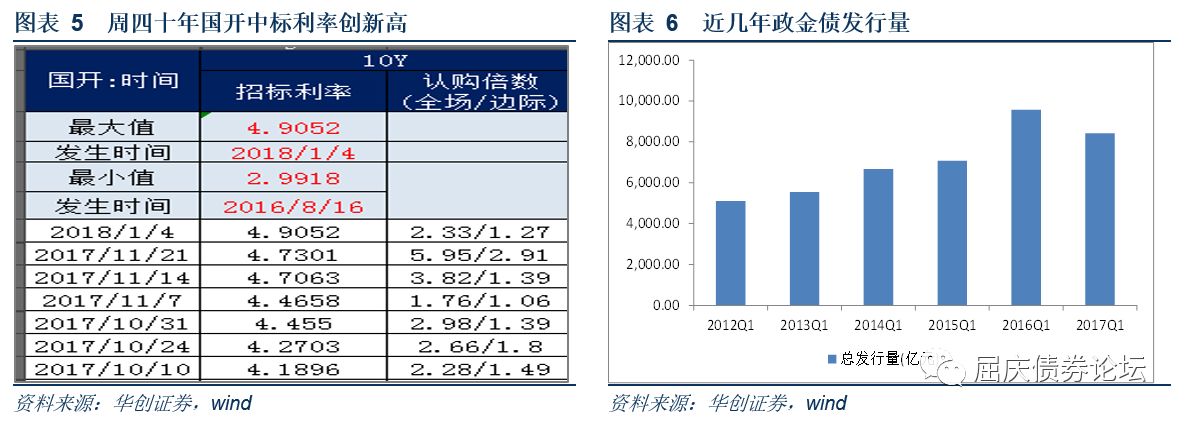 图表 5 周四十年国开中标利率创新高
国开:时间
10Y
招标利率
认购倍数
(全场/边际)
最大值 4.9052
发生时间 2018/1/4
最小值 2.9918
发生时间 2016/8/16
2018/1/4 4.9052 2.33/1.27
2017/11/21 4.7301 5.95/2.91
2017/11/14 4.7063 3.82/1.39
2017/11/7 4.4658 1.76/1.06
2017/10/31 4.455 2.98/1.39
2017/10/24 4.2703 2.66/1.8
2017/10/10 4.1896 2.28/1.49
资料来源：华创证券，wind
图表 6 近几年政金债发行量
12,000.00
10,000.00
8,000.00
6,000.00
4,000.00
2,000.00
0.00
2012Q1 2013Q1 2014Q1 2015Q1 2016Q1 2017Q1
总发行量(亿
屈庆债券论坛
资料来源：华创证券，wind